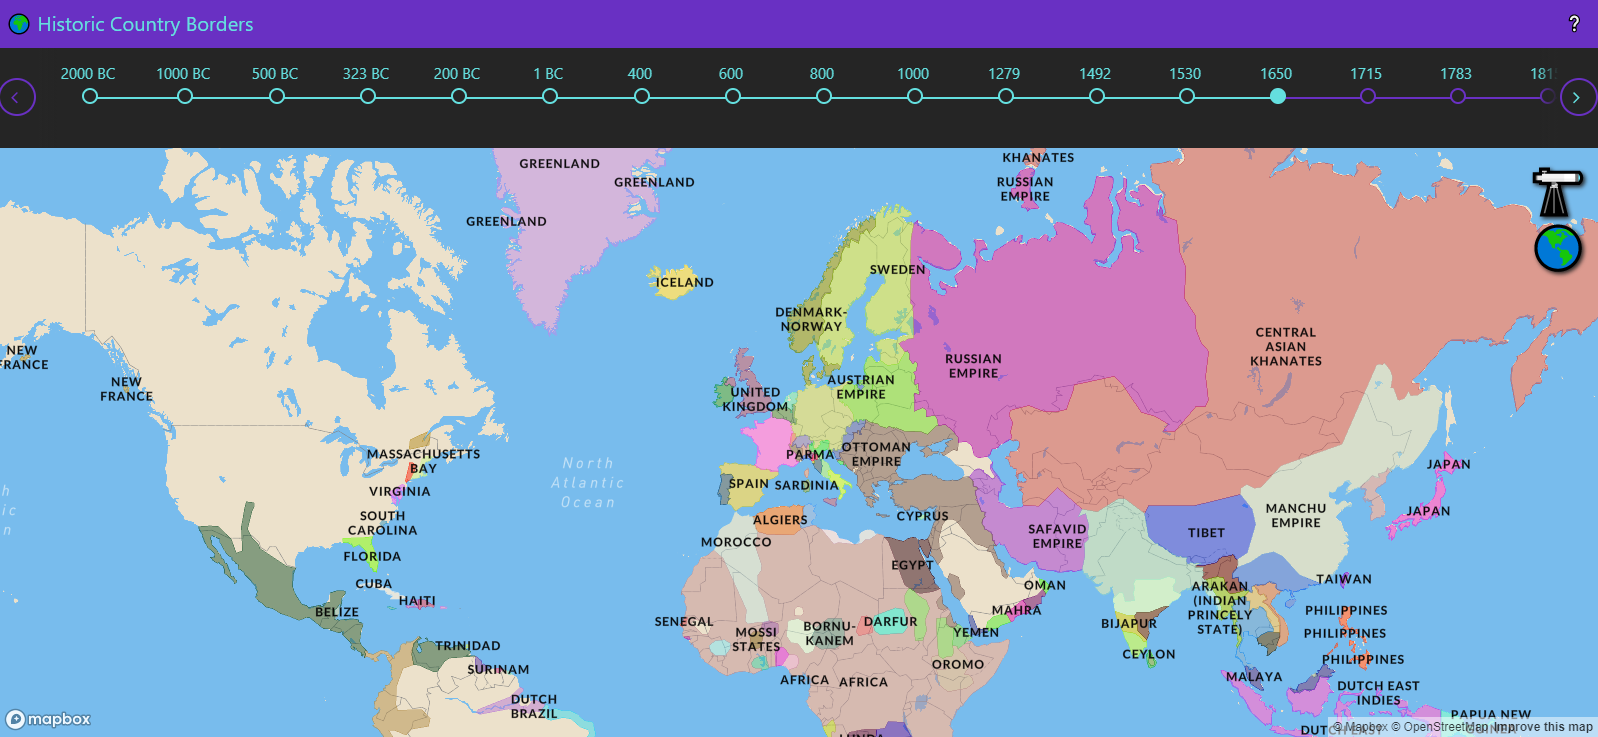 Historic Country Borders
?
2000 BC
1000 BC
500 BC
323 BC
200 BC
1 BC
400
600
800
1000
1279
1492
1530
1650
1715
1783
GREENLAND
KHANATES
GREENLAND
RUSSIAN
EMPIRE
GREENLAND
SWEDEN
ICELAND
DENMARK-
NORWAY
CENTRAL
ASIAN
KHANATES
NEW
FRANCE
RUSSIAN
EMPIRE
NEW
FRANCE
AUSTRIAN
EMPIRE
UNITED
KINGDOM
MASSACHUSETTS
BAY
PARMA
OTTOMAN
EMPIRE
North
Atlantic
Ocean
JAPAN
VIRGINIA
SPAIN
SARDINIA
SOUTH
CAROLINA
ALGIERS
CYPRUS
MANCHU
EMPIRE
JAPAN
SAFAVID
EMPIRE
TIBET
MOROCCO
FLORIDA
EGYPT
CUBA
OMAN
TAIWAN
HAITI
ARAKAN
(INDIAN
PRINCELY
STATE)
BELIZE
MAHRA
PHILIPPINES
SENEGAL
MOSSI
STATES
BORNU-
KANEM
DARFUR
YEMEN
BIJAPUR
PHILIPPINES
TRINIDAD
CEYLON
PHILIPPINES
SURINAM
OROMO
AFRICA
AFRICA
MALAYA
DUTCH EAST
INDIES
DUTCH
BRAZIL
PAPUA NEW
GUINEA
mapbox
LUNDA
DUTCH EAST
© Mapbox © OpenStreetMap Improve this map